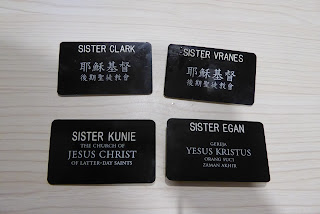 SISTER CLARK
耶穌基督
後期聖徒教會
SISTER VRANES
耶穌基督
後期聖徒教會
SISTER KUNIE
THE CHURCH OF
JESUS CHRIST
OF LATTER-DAY SAINTS
SISTER EGAN
GEREJA
YESUS KRISTUS
ORANG SUCI
ZAMAN AKHIR